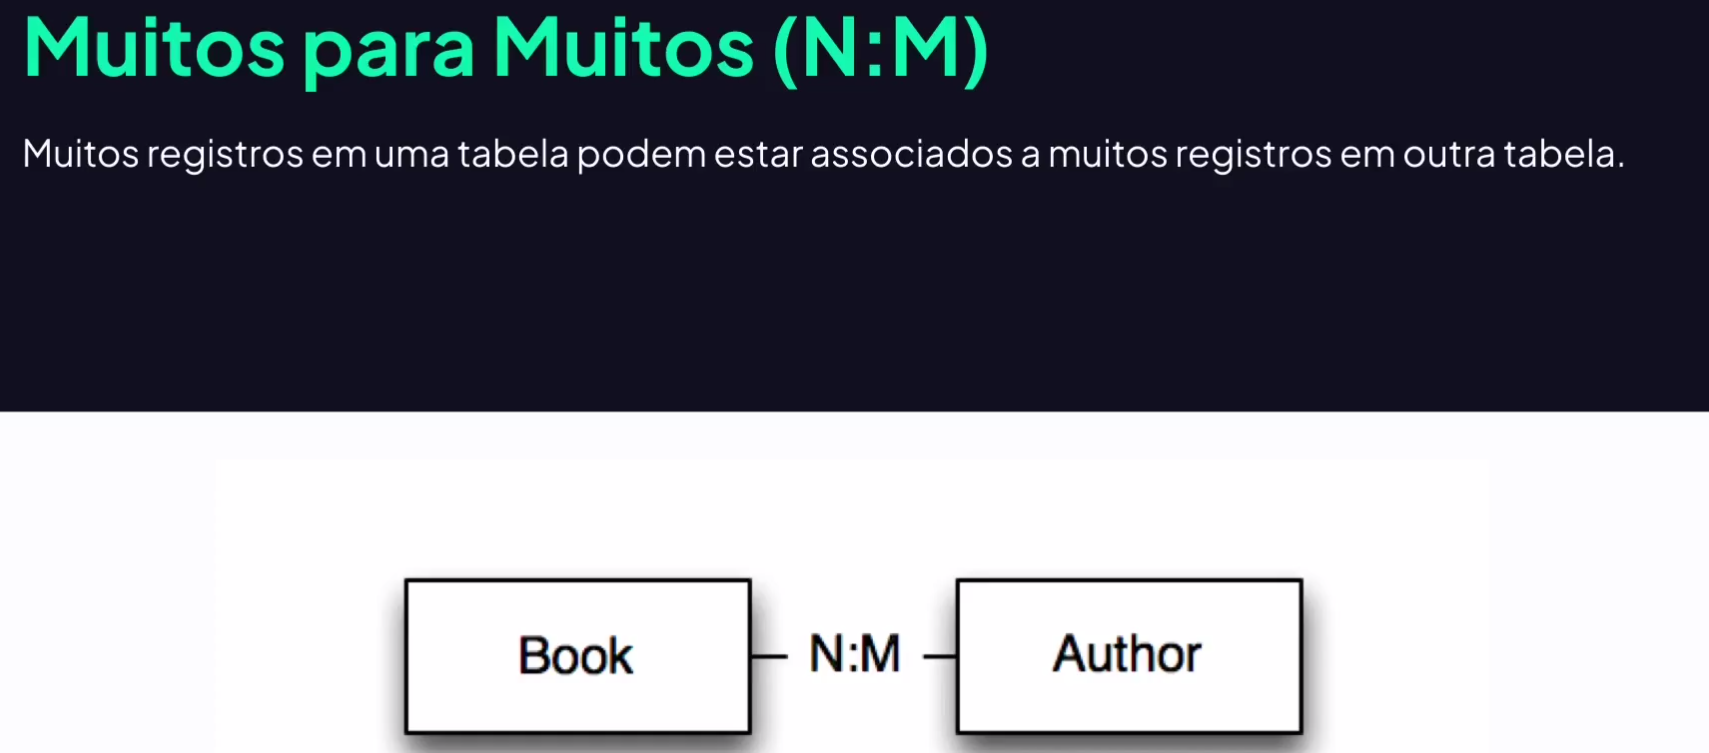 Muitos para Muitos (N:M)
Muitos registros em uma tabela podem estar associados a muitos registros em outra tabela.
Book N:M Author